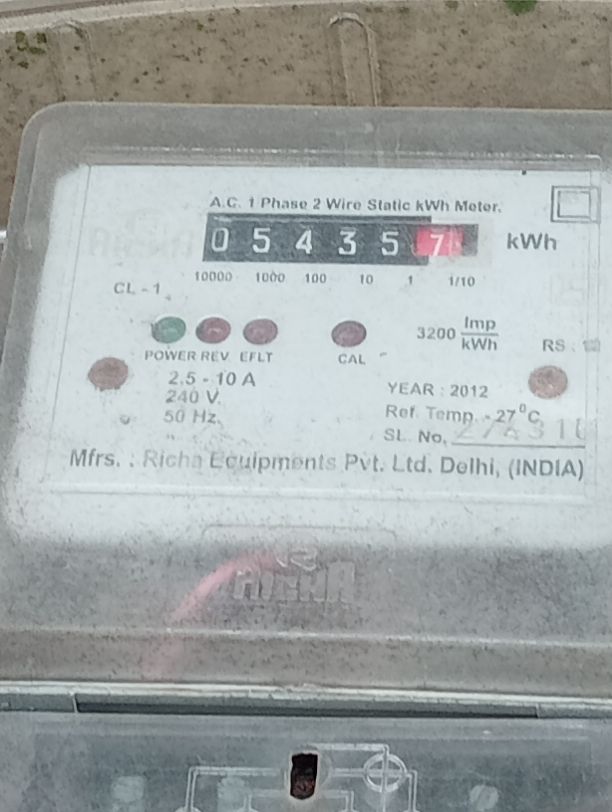 A.C. 1 Phase 2 Wire Static kWh Meter.
0 5 4 3 5 7 kWh
10000 1000 100 10 1 1/10
CL - 1
3200 Imp/kWh
RS :
POWER REV EFLT CAL
2.5 - 10 A
240 V.
50 Hz.
YEAR : 2012
Ref. Temp. - 27°C
SL. No.
Mfrs. : Richa Equipments Pvt. Ltd. Delhi, (INDIA)
RICHA